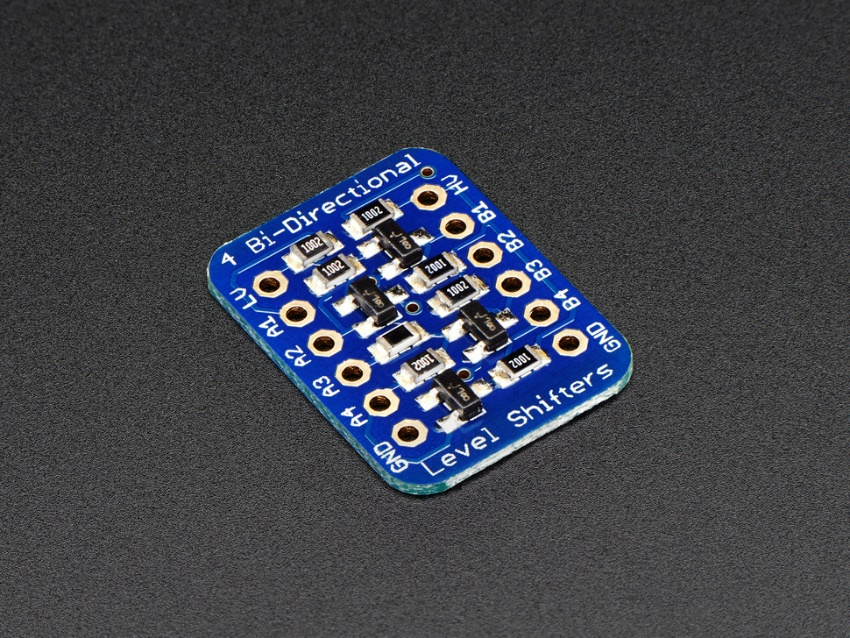 4 Bi-Directional
LV
A1
A2
A3
A4
GND
HV
B1
B2
B3
B4
GND
1002
1002
1002
1002
1002
1002
1002
Level Shifters